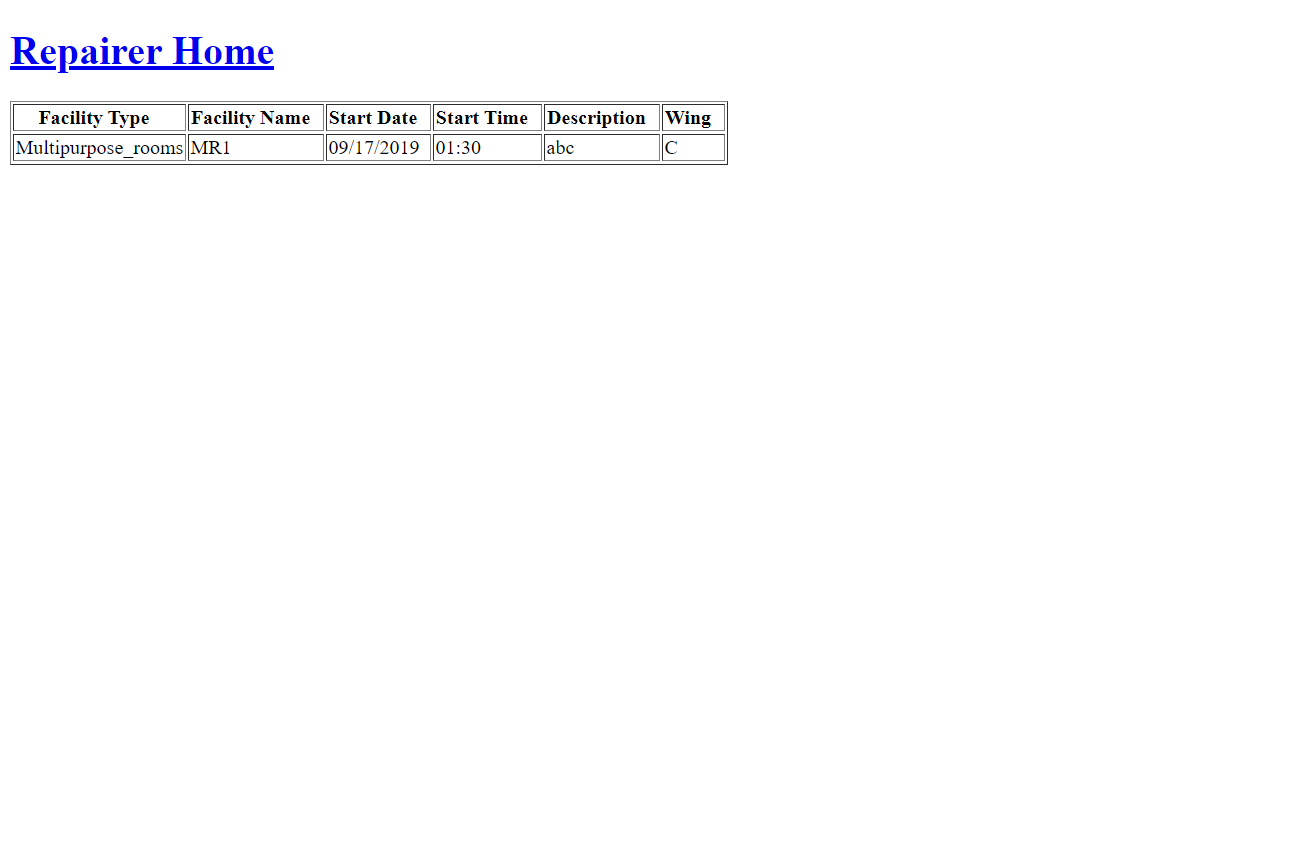 Repairer Home
Facility Type Facility Name Start Date Start Time Description Wing
Multipurpose_rooms MR1 09/17/2019 01:30 abc C